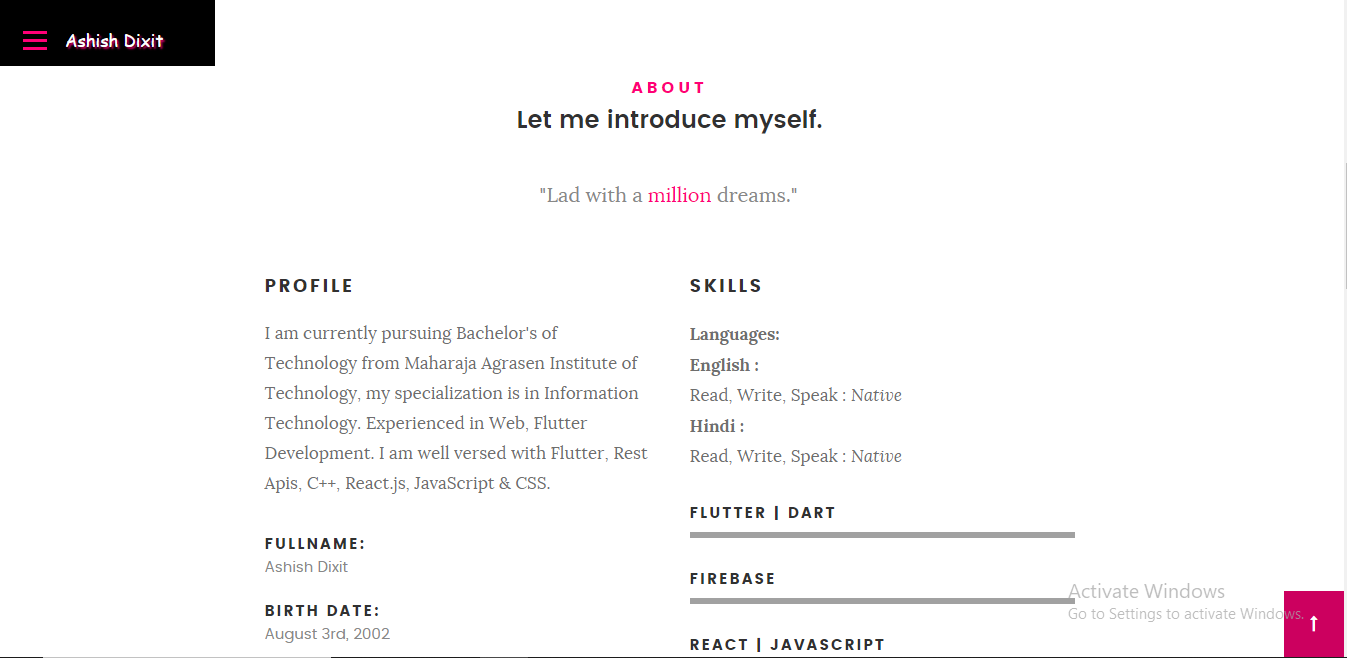 Ashish Dixit
ABOUT
Let me introduce myself.
"Lad with a million dreams."
PROFILE
I am currently pursuing Bachelor's of
Technology from Maharaja Agrasen Institute of
Technology, my specialization is in Information
Technology. Experienced in Web, Flutter
Development. I am well versed with Flutter, Rest
Apis, C++, React.js, JavaScript & CSS.
FULLNAME:
Ashish Dixit
BIRTH DATE:
August 3rd, 2002
SKILLS
Languages:
English :
Read, Write, Speak : Native
Hindi :
Read, Write, Speak : Native
FLUTTER | DART
FIREBASE
REACT | JAVASCRIPT
Activate Windows
Go to Settings to activate Windows.